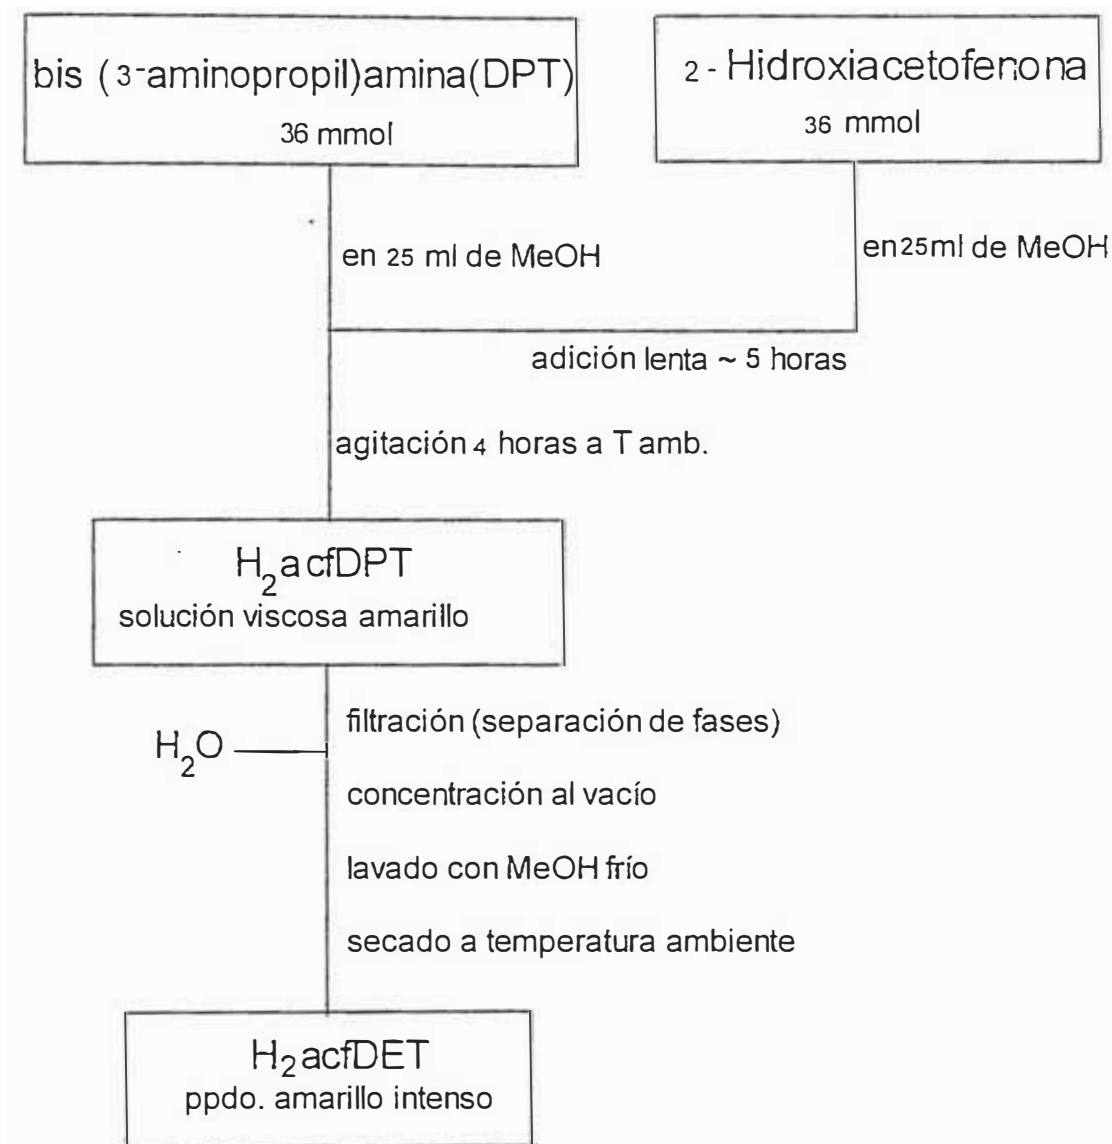 bis (3-aminopropil)amina(DPT)
36 mmol
2 - Hidroxiacetofenona
36 mmol
en 25 ml de MeOH
en25ml de MeOH
adición lenta ~ 5 horas
agitación 4 horas a T amb.
H₂acfDPT
solución viscosa amarillo
filtración (separación de fases)
H₂O
concentración al vacío
lavado con MeOH frío
secado a temperatura ambiente
H₂acfDET
ppdo. amarillo intenso